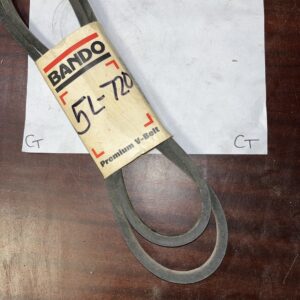 BANDO
5L-720
Premium V-Belt
CT CT